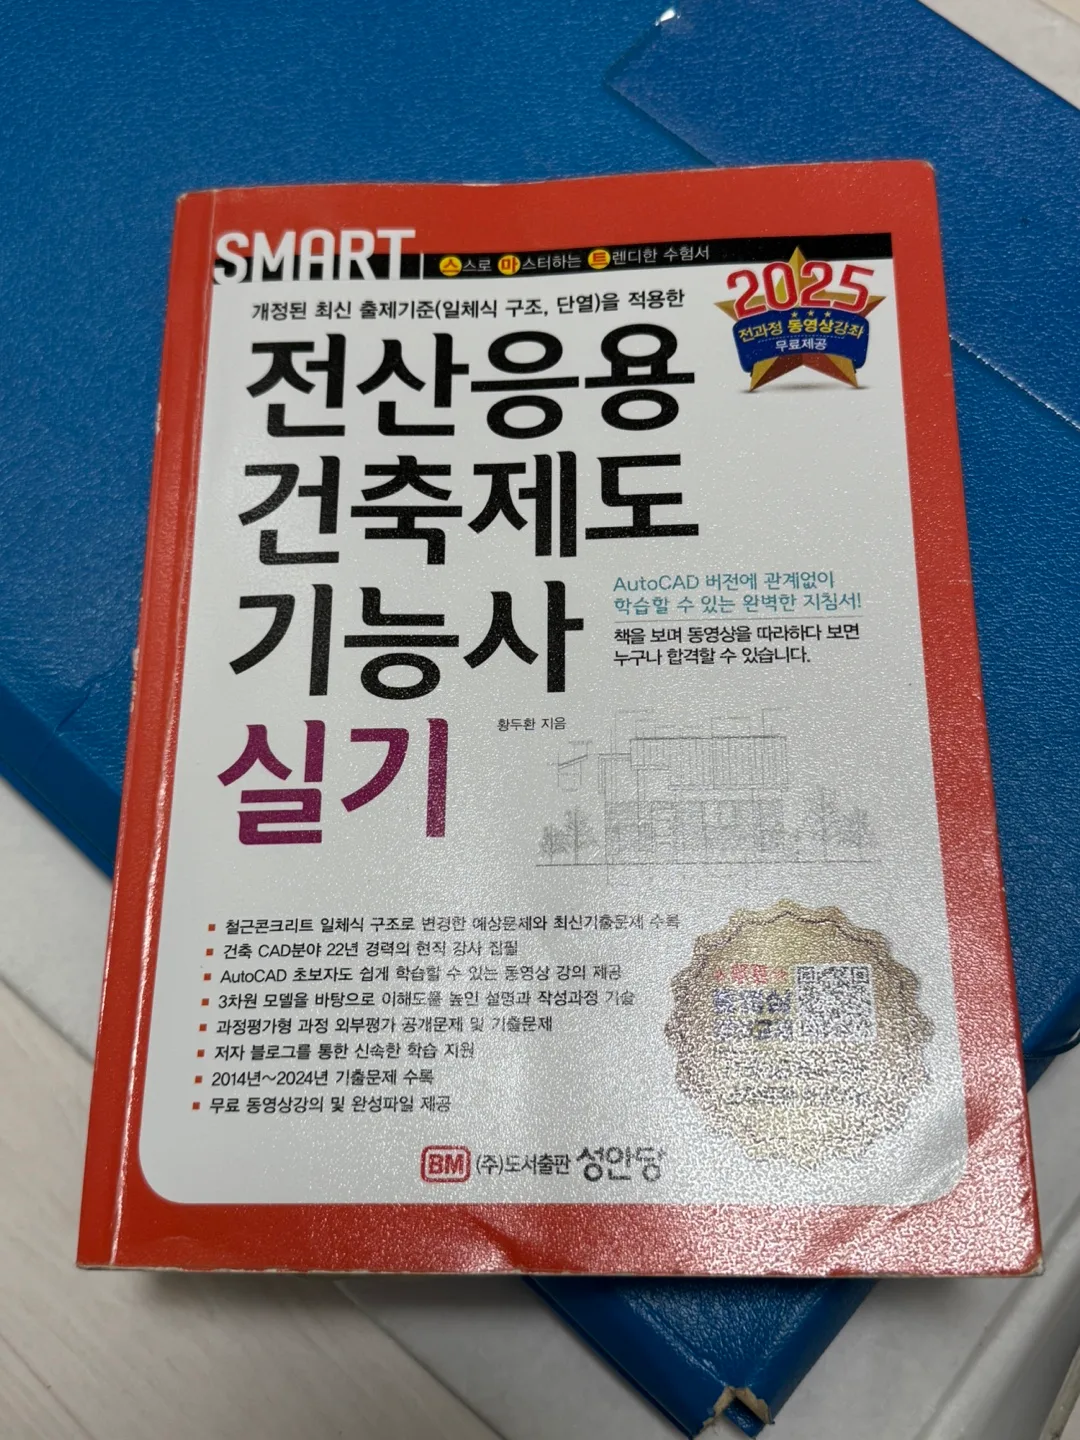 SMART 스스로 마스터하는 트렌디한 수험서
2025
전과정 동영상강좌
무료제공
개정된 최신 출제기준(일체식 구조, 단열)을 적용한
전산응용
건축제도
기능사
실기
AutoCAD 버전에 관계없이
학습할 수 있는 완벽한 지침서!
책을 보며 동영상을 따라하다 보면
누구나 합격할 수 있습니다.
황두환 지음
철근콘크리트 일체식 구조로 변경한 예상문제와 최신기출문제 수록
건축 CAD분야 22년 경력의 현직 강사 집필
AutoCAD 초보자도 쉽게 학습할 수 있는 동영상 강의 제공
3차원 모델을 바탕으로 이해도를 높인 설명과 작성과정 기술
과정평가형 과정 외부평가 공개문제 및 기출문제
저자 블로그를 통한 신속한 학습 지원
2014년~2024년 기출문제 수록
무료 동영상강의 및 완성파일 제공
BM (주)도서출판 성안당